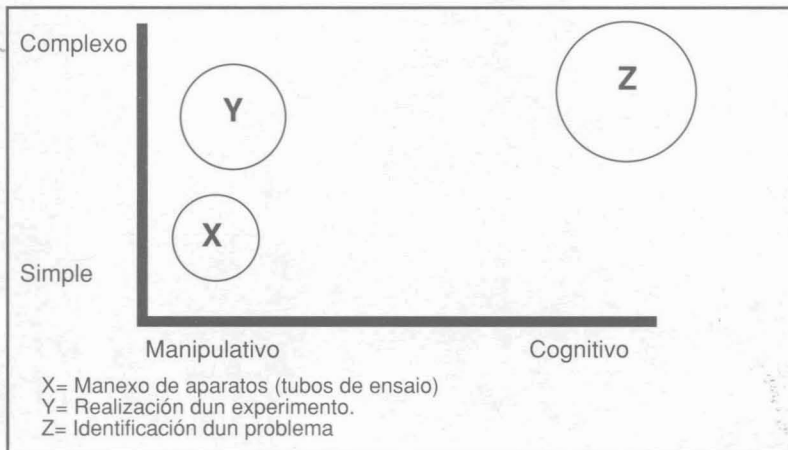 Complexo
Y
Z
X
Simple
Manipulativo Cognitivo
X= Manexo de aparatos (tubos de ensaio)
Y= Realización dun experimento.
Z= Identificación dun problema